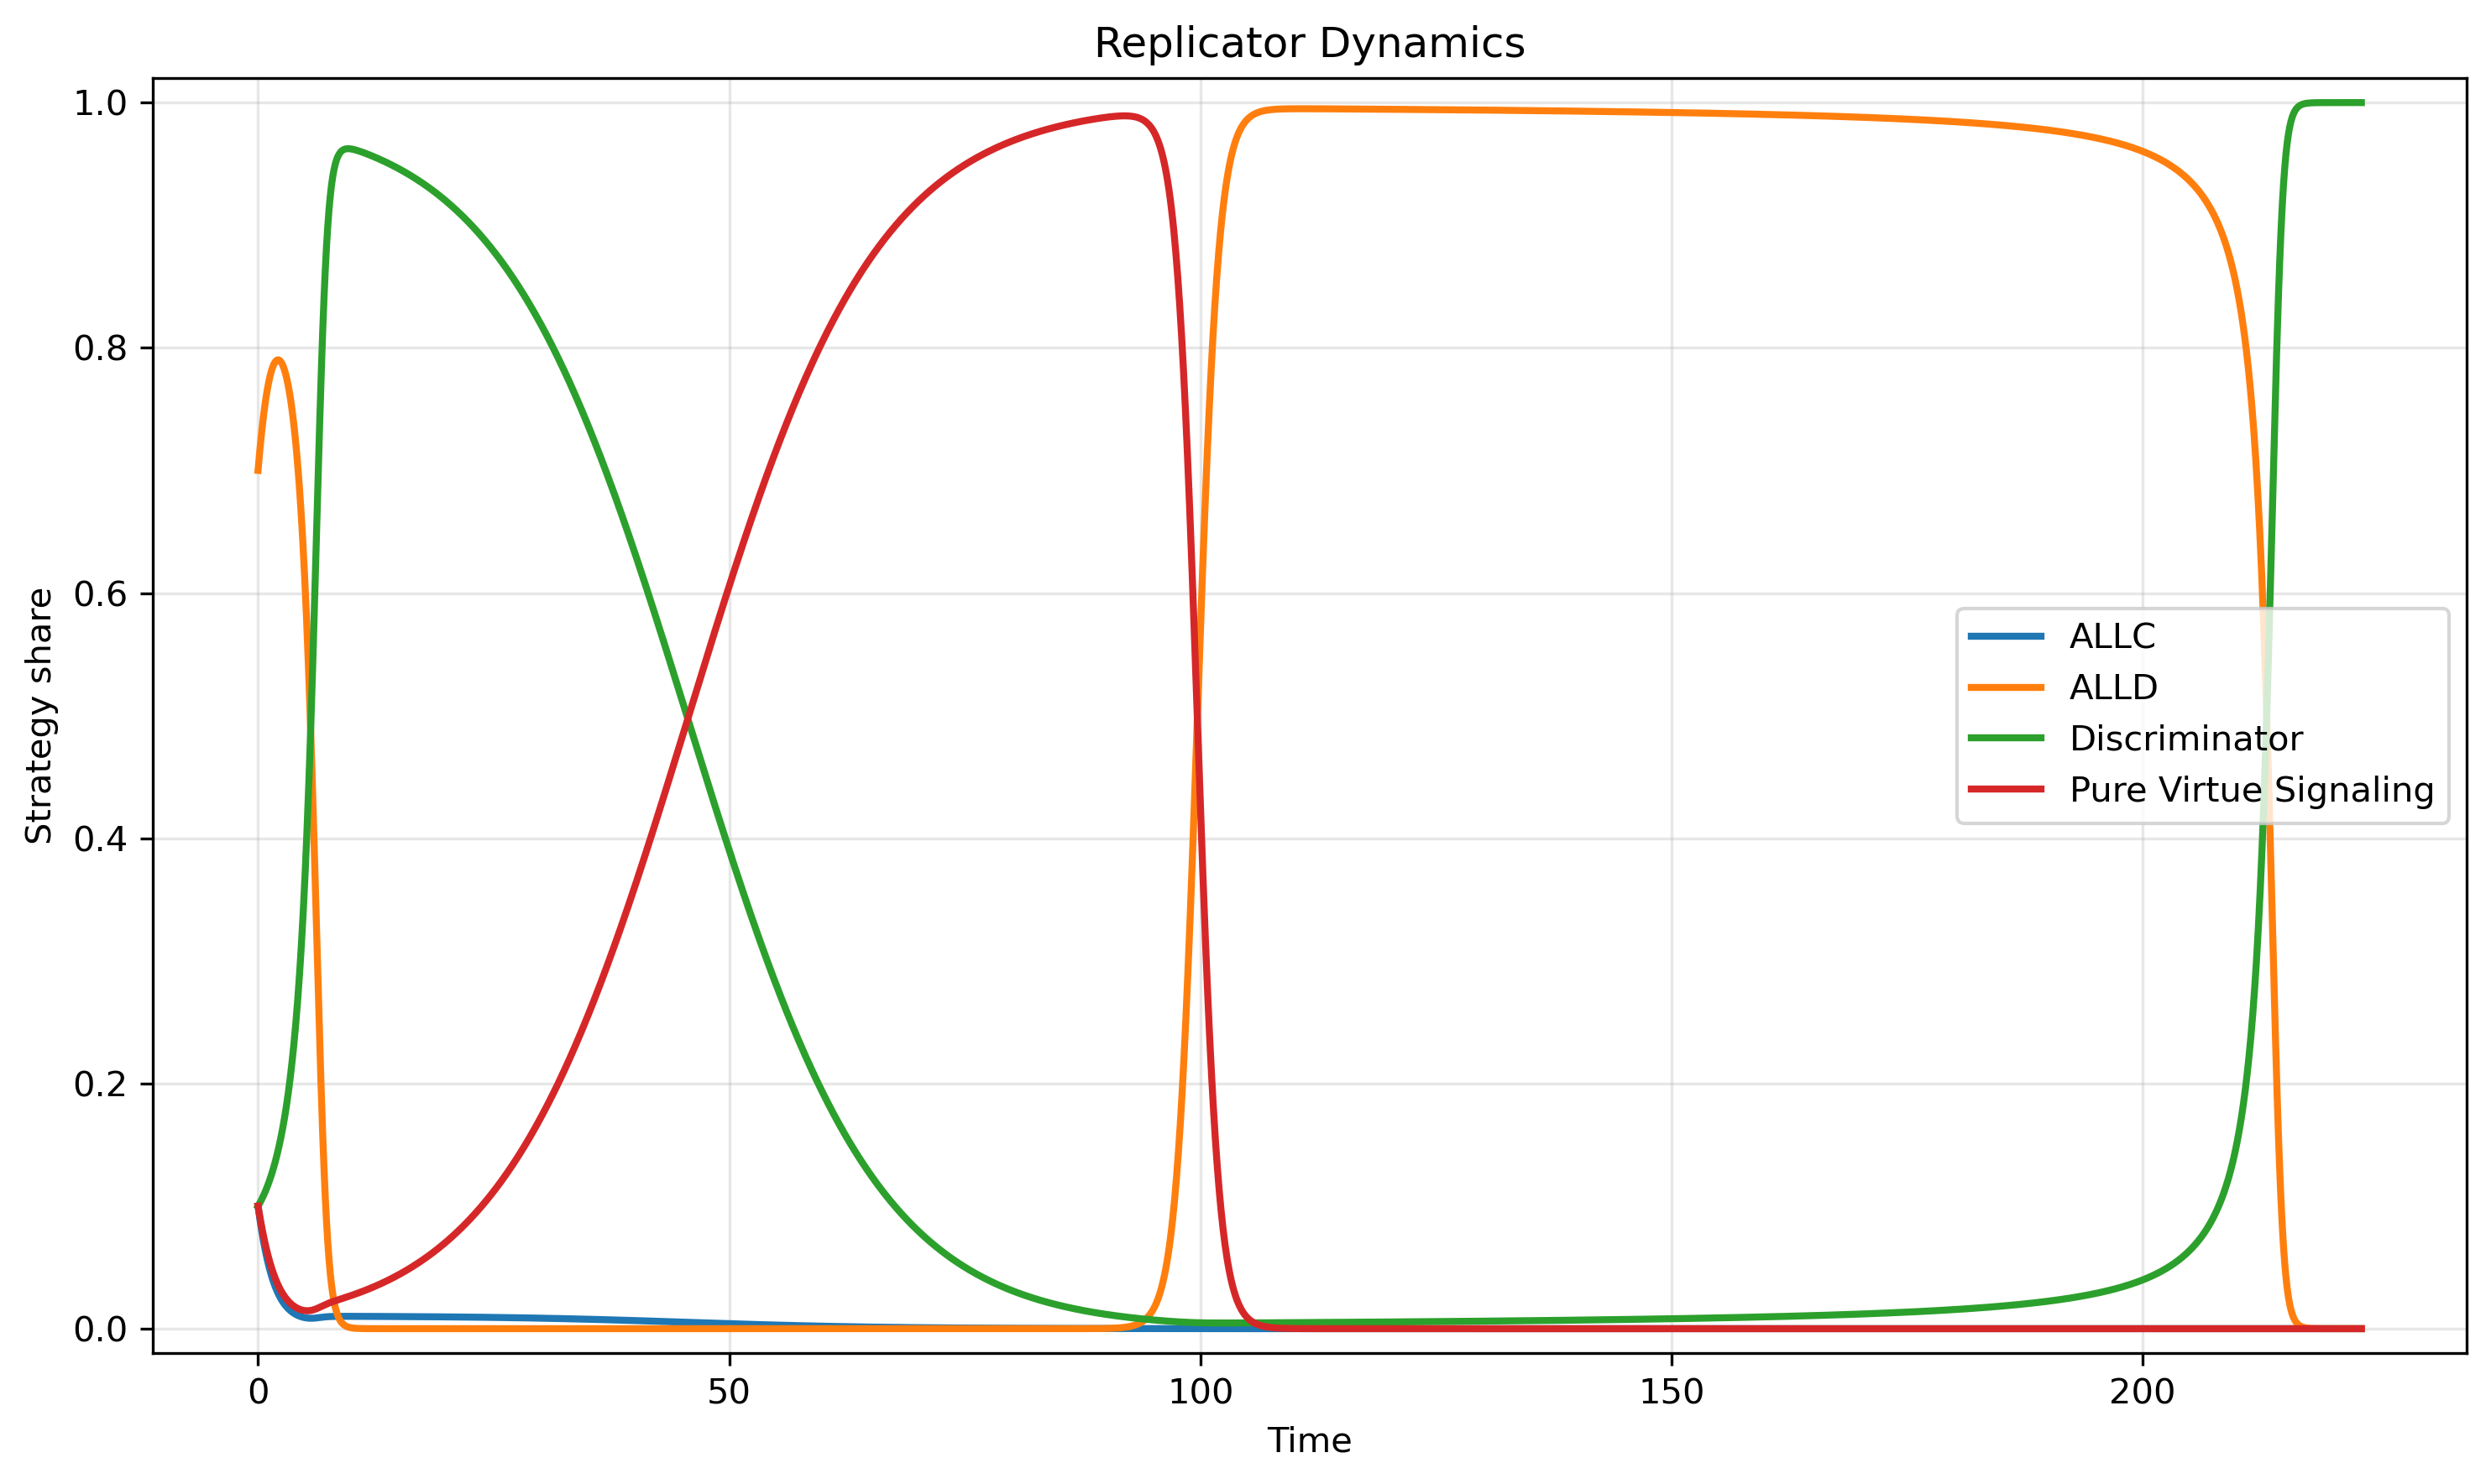 Replicator Dynamics
Strategy share
1.0
0.8
0.6
0.4
0.2
0.0
ALLC
ALLD
Discriminator
Pure Virtue Signaling
0 50 100 150 200
Time